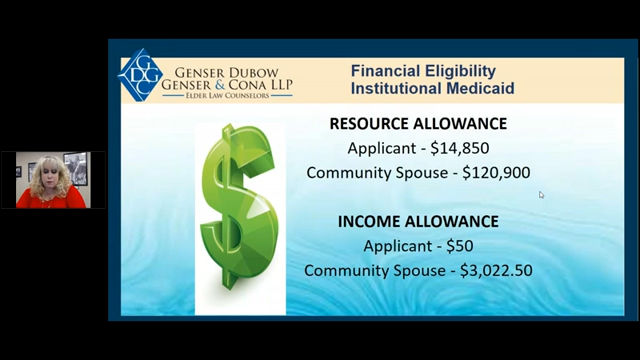 GENSER DUBOW
GENSER & CONA LLP
ELDER LAW COUNSELORS
Financial Eligibility
Institutional Medicaid
RESOURCE ALLOWANCE
Applicant - $14,850
Community Spouse - $120,900
INCOME ALLOWANCE
Applicant - $50
Community Spouse - $3,022.50